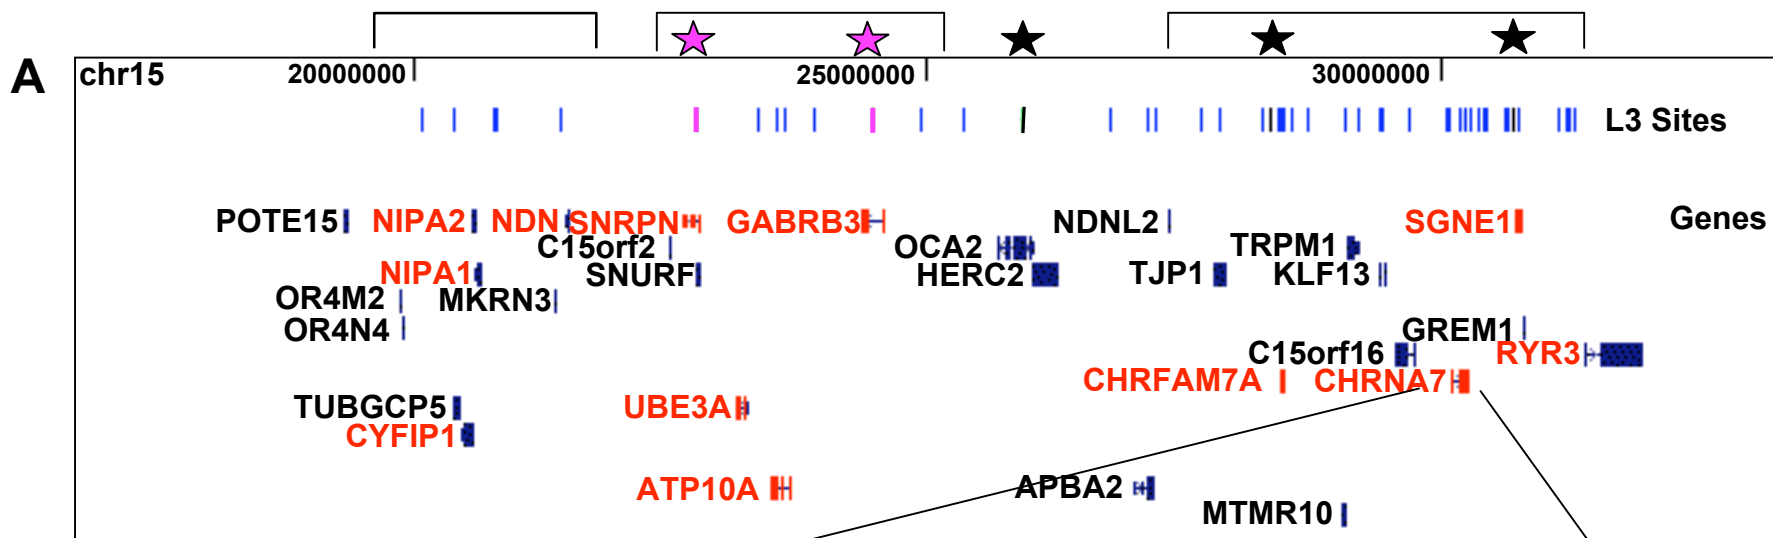 A
chr15 20000000 25000000 30000000
L3 Sites
POTE15 NIPA2 NDN SNRPN GABRB3 NDNL2 SGNE1 Genes
C15orf2 OCA2 TRPM1
NIPA1 SNURF HERC2 TJP1 KLF13
OR4M2 MKRN3
OR4N4 GREM1
C15orf16 RYR3
CHRFAM7A CHRNA7
TUBGCP5 UBE3A
CYFIP1
ATP10A APBA2
MTMR10